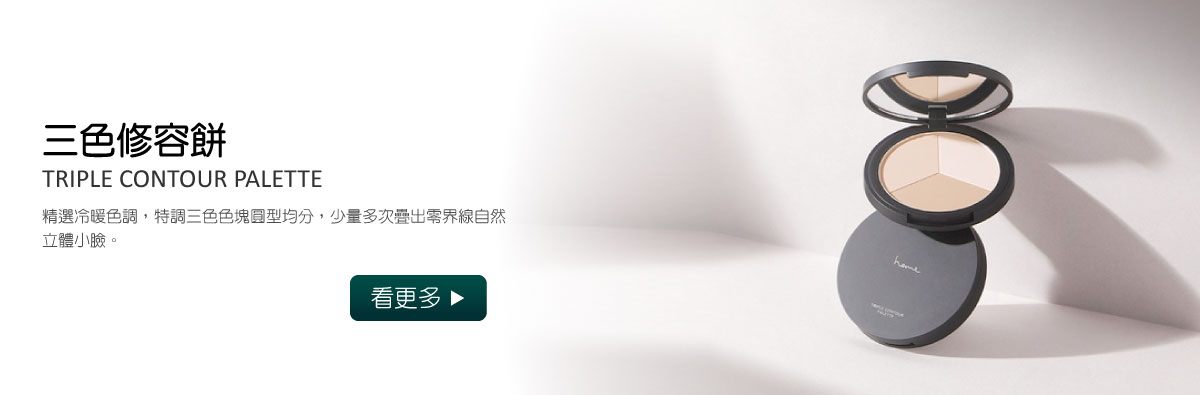 三色修容餅
TRIPLE CONTOUR PALETTE
精選冷暖色調，特調三色色塊圓型均分，少量多次疊出零界線自然
立體小臉。
看更多
heme
TRIPLE CONTOUR
PALETTE